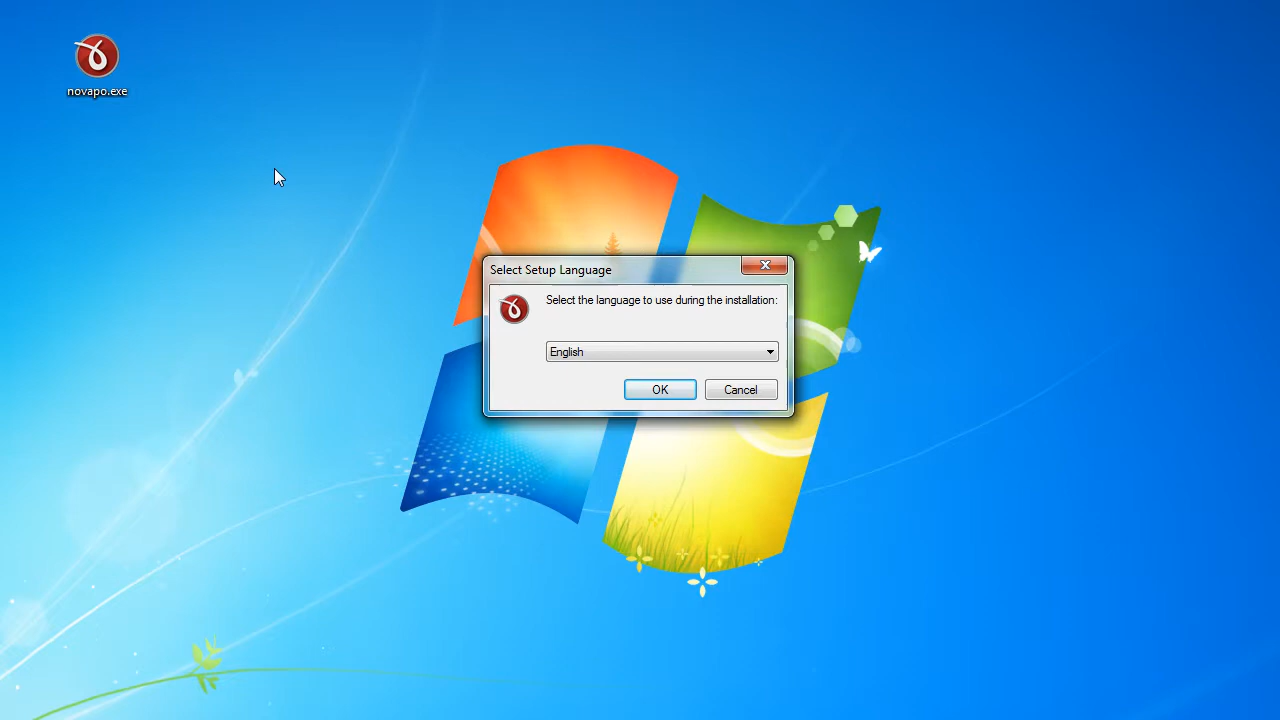 novapo.exe
Select Setup Language
Select the language to use during the installation:
English
OK
Cancel